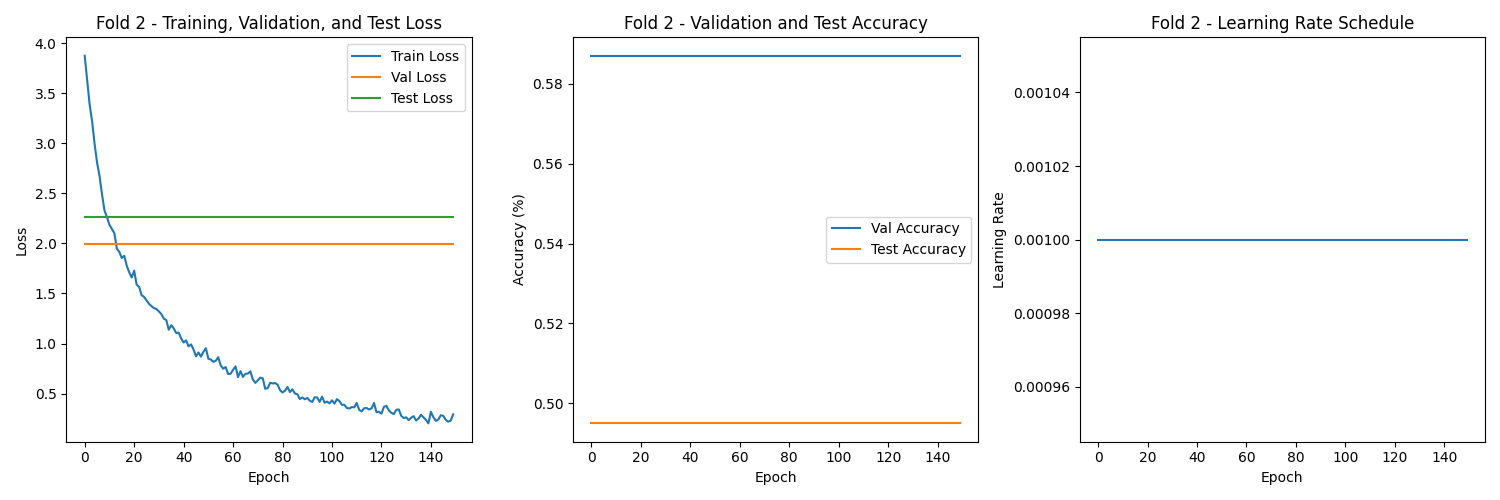 Fold 2 - Training, Validation, and Test Loss
4.0
3.5
3.0
2.5
2.0
1.5
1.0
0.5
Loss
Train Loss
Val Loss
Test Loss
0 20 40 60 80 100 120 140
Epoch
Fold 2 - Validation and Test Accuracy
0.58
0.56
0.54
0.52
0.50
Accuracy (%)
Val Accuracy
Test Accuracy
0 20 40 60 80 100 120 140
Epoch
Fold 2 - Learning Rate Schedule
0.00104
0.00102
0.00100
0.00098
0.00096
Learning Rate
0 20 40 60 80 100 120 140
Epoch